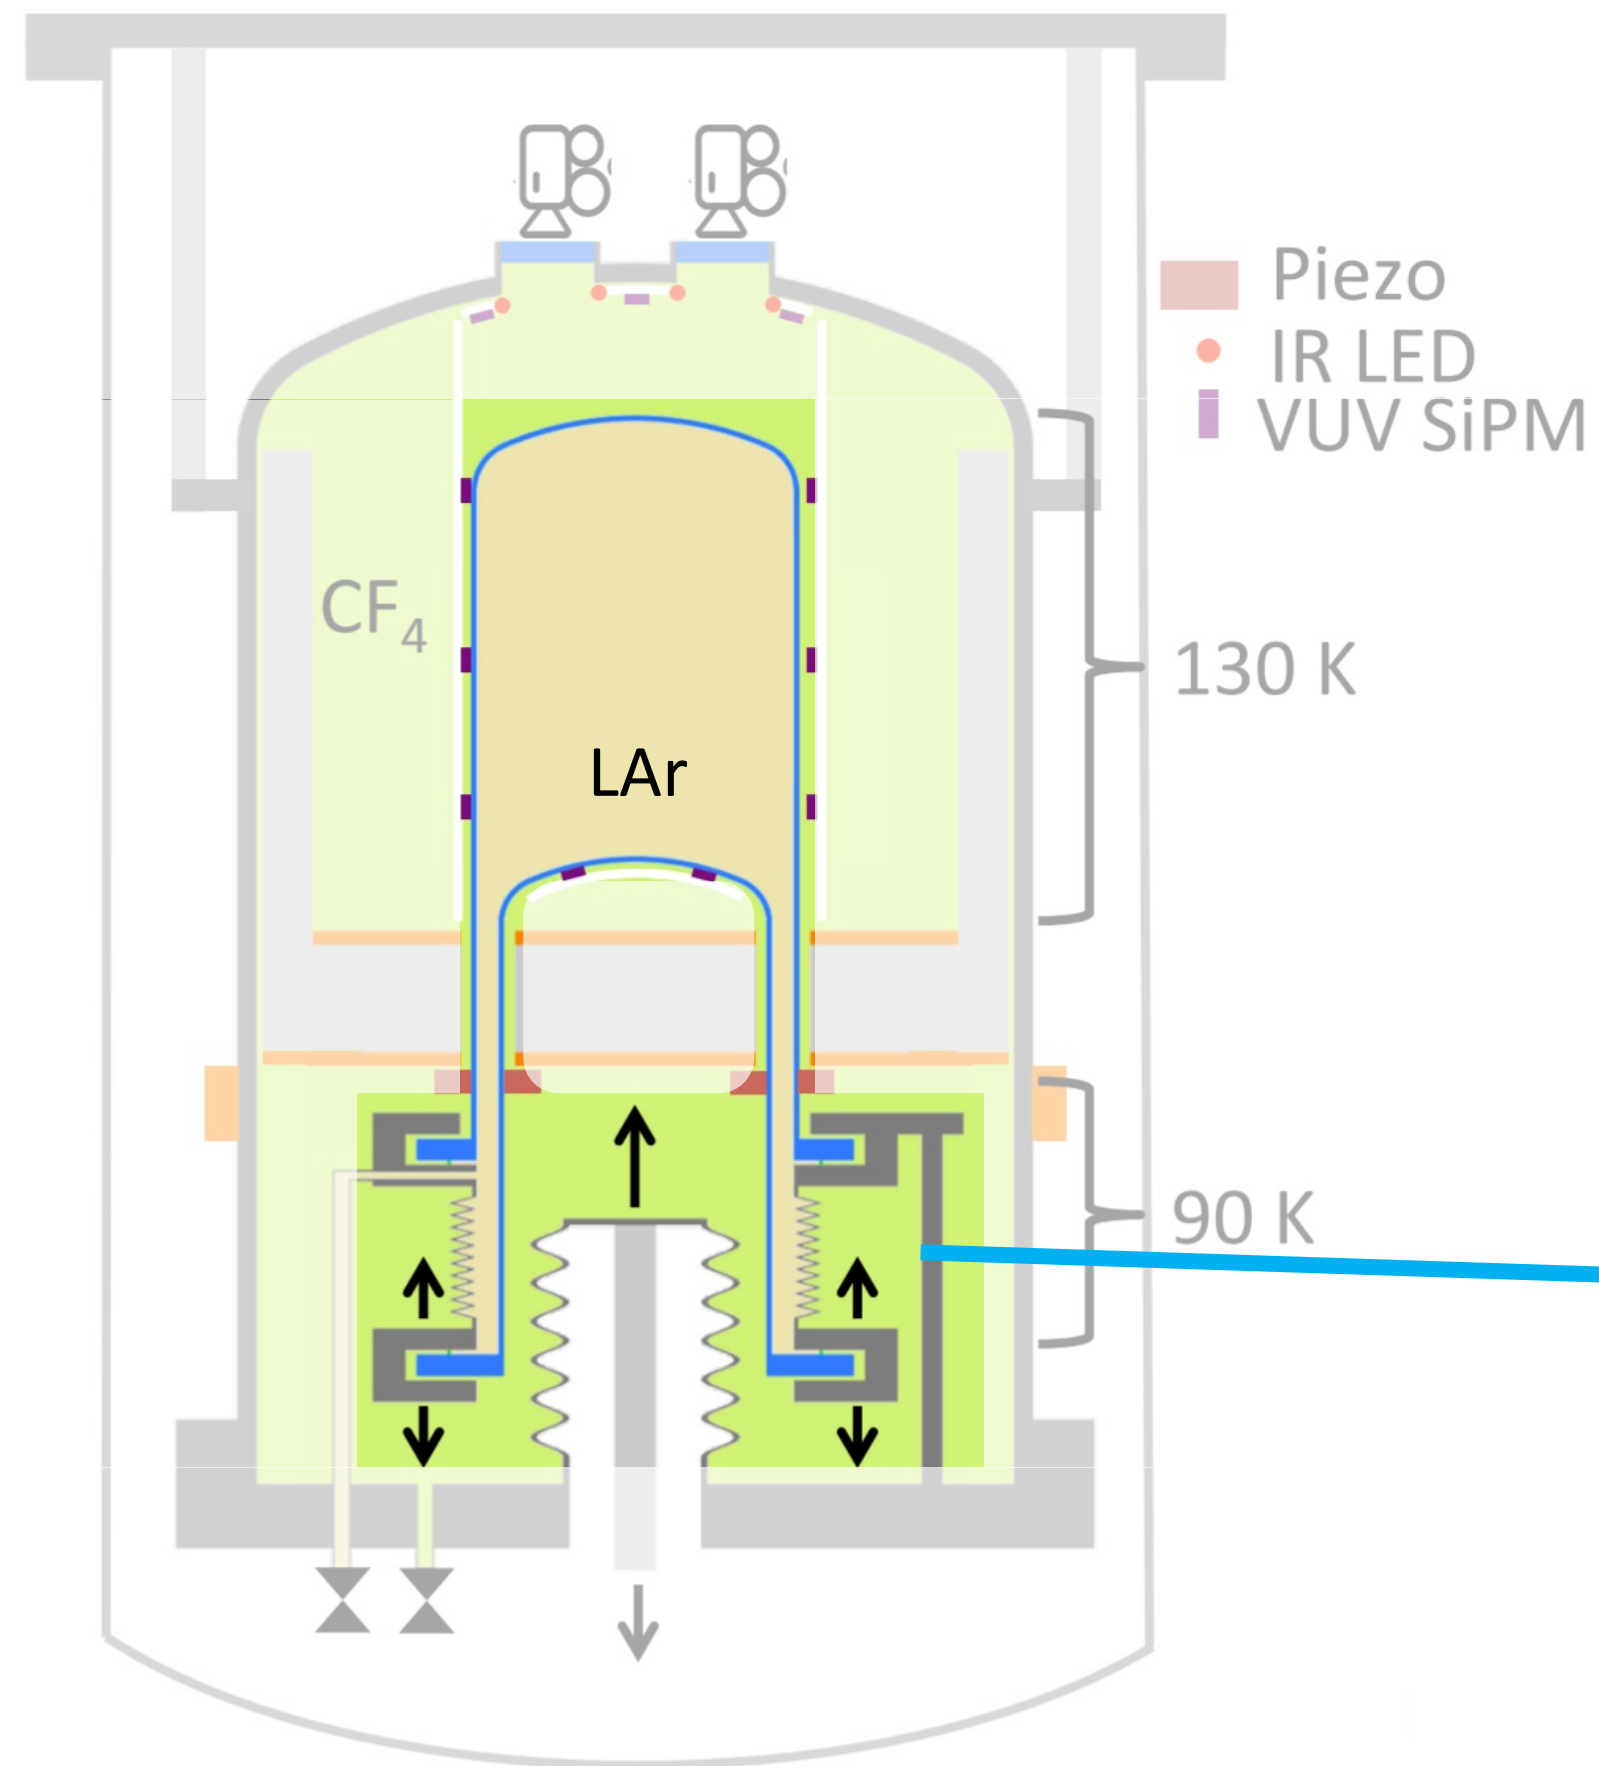 Piezo
IR LED
VUV SiPM
CF₄
130 K
LAr
90 K